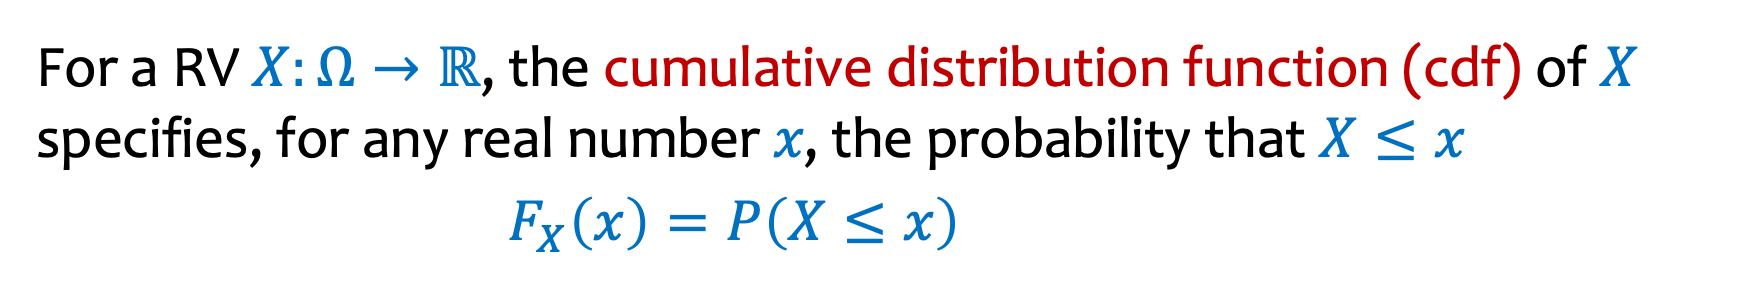 For a RV X: Ω → ℝ, the cumulative distribution function (cdf) of X
specifies, for any real number x, the probability that X ≤ x
F_X(x) = P(X ≤ x)